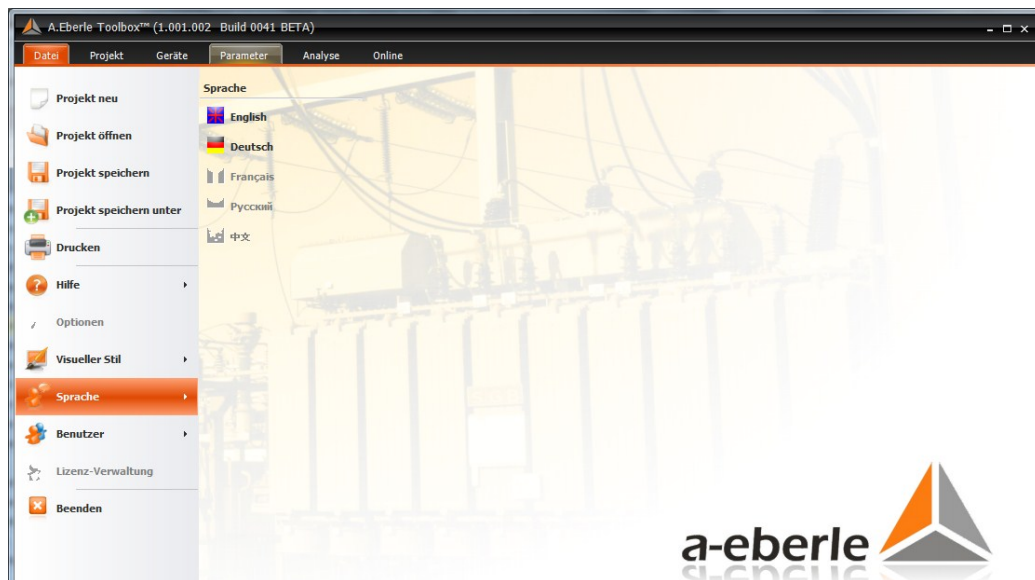 A.Eberle Toolbox™ (1.001.002 Build 0041 BETA)
Datei Projekt Geräte Parameter Analyse Online
Projekt neu
Projekt öffnen
Projekt speichern
Projekt speichern unter
Drucken
Hilfe
Optionen
Visueller Stil
Sprache
Benutzer
Lizenz-Verwaltung
Beenden
Sprache
English
Deutsch
Français
Русский
中文
a-eberle